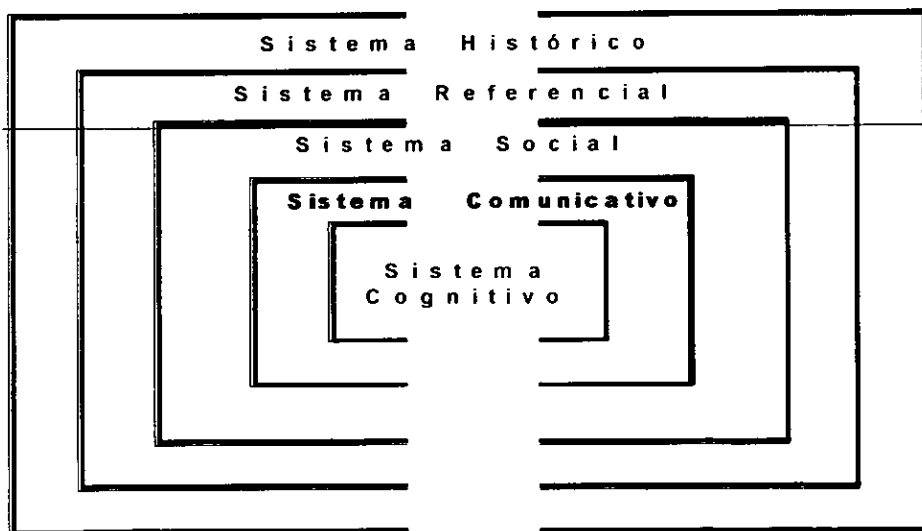 Sistema Histórico
Sistema Referencial
Sistema Social
Sistema Comunicativo
Sistema
Cognitivo